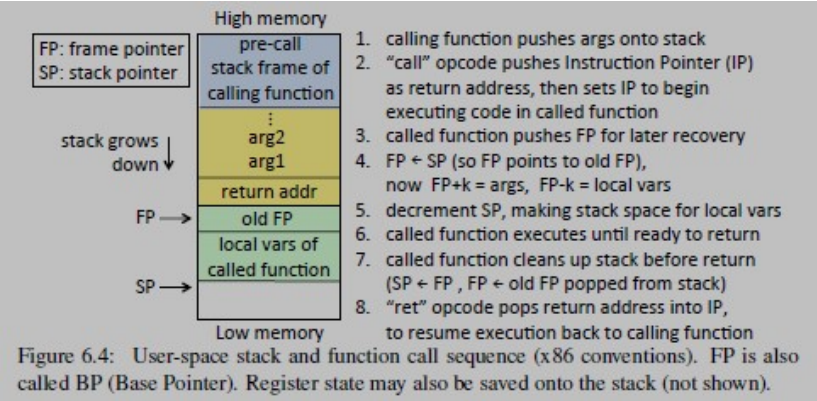 High memory
FP: frame pointer
SP: stack pointer
pre-call
stack frame of
calling function
⋮
arg2
arg1
return addr
old FP
local vars of
called function
stack grows
down ↓
FP →
SP →
Low memory
1. calling function pushes args onto stack
2. “call” opcode pushes Instruction Pointer (IP)
as return address, then sets IP to begin
executing code in called function
3. called function pushes FP for later recovery
4. FP ← SP (so FP points to old FP),
now FP+k = args, FP-k = local vars
5. decrement SP, making stack space for local vars
6. called function executes until ready to return
7. called function cleans up stack before return
(SP ← FP , FP ← old FP popped from stack)
8. “ret” opcode pops return address into IP,
to resume execution back to calling function
Figure 6.4: User-space stack and function call sequence (x86 conventions). FP is also
called BP (Base Pointer). Register state may also be saved onto the stack (not shown).